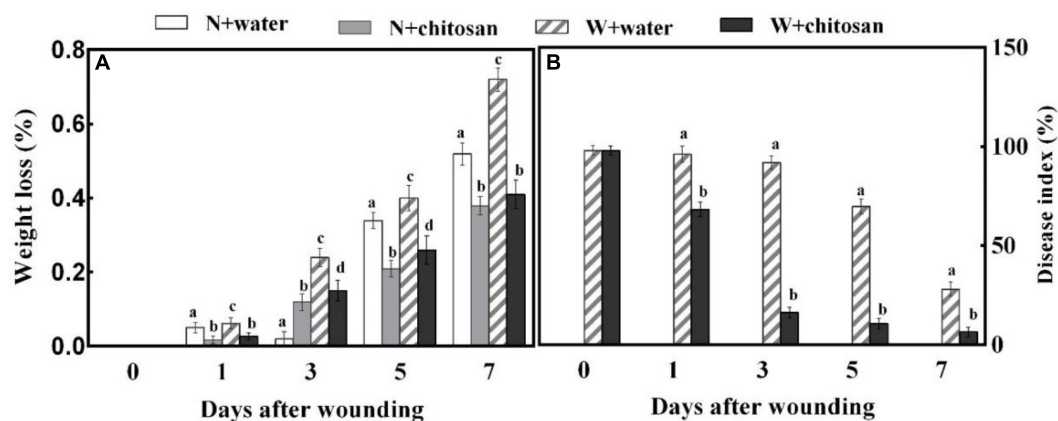 N+water N+chitosan W+water W+chitosan
A
Weight loss (%)
0.8
0.6
0.4
0.2
0.0
a b c b
a b c d
a b c d
a b c b
0 1 3 5 7
Days after wounding
B
a b
a b
a b
a b
0 1 3 5 7
Days after wounding
150
100
50
0
Disease index (%)